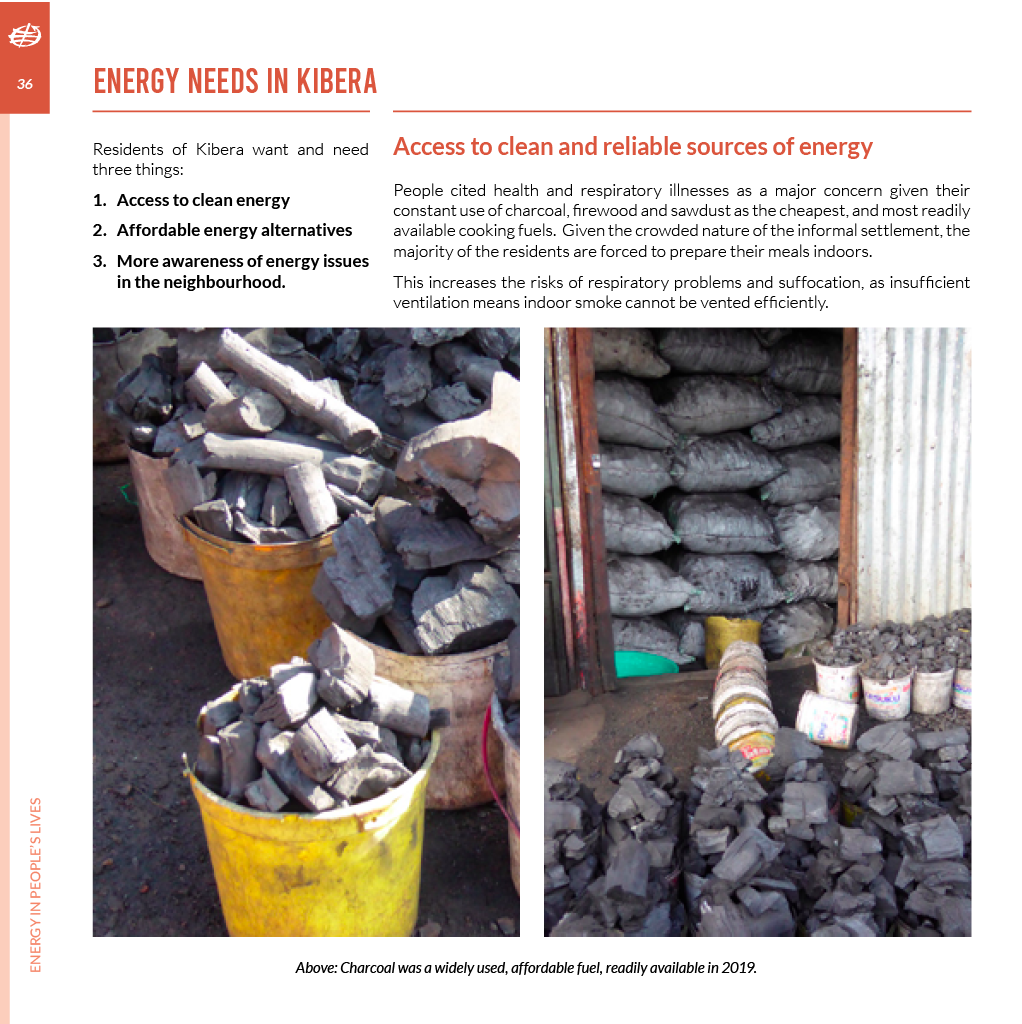 36
ENERGY NEEDS IN KIBERA
Residents of Kibera want and need
three things:
1. Access to clean energy
2. Affordable energy alternatives
3. More awareness of energy issues
in the neighbourhood.
Access to clean and reliable sources of energy
People cited health and respiratory illnesses as a major concern given their
constant use of charcoal, firewood and sawdust as the cheapest, and most readily
available cooking fuels. Given the crowded nature of the informal settlement, the
majority of the residents are forced to prepare their meals indoors.
This increases the risks of respiratory problems and suffocation, as insufficient
ventilation means indoor smoke cannot be vented efficiently.
Above: Charcoal was a widely used, affordable fuel, readily available in 2019.
ENERGY IN PEOPLE'S LIVES